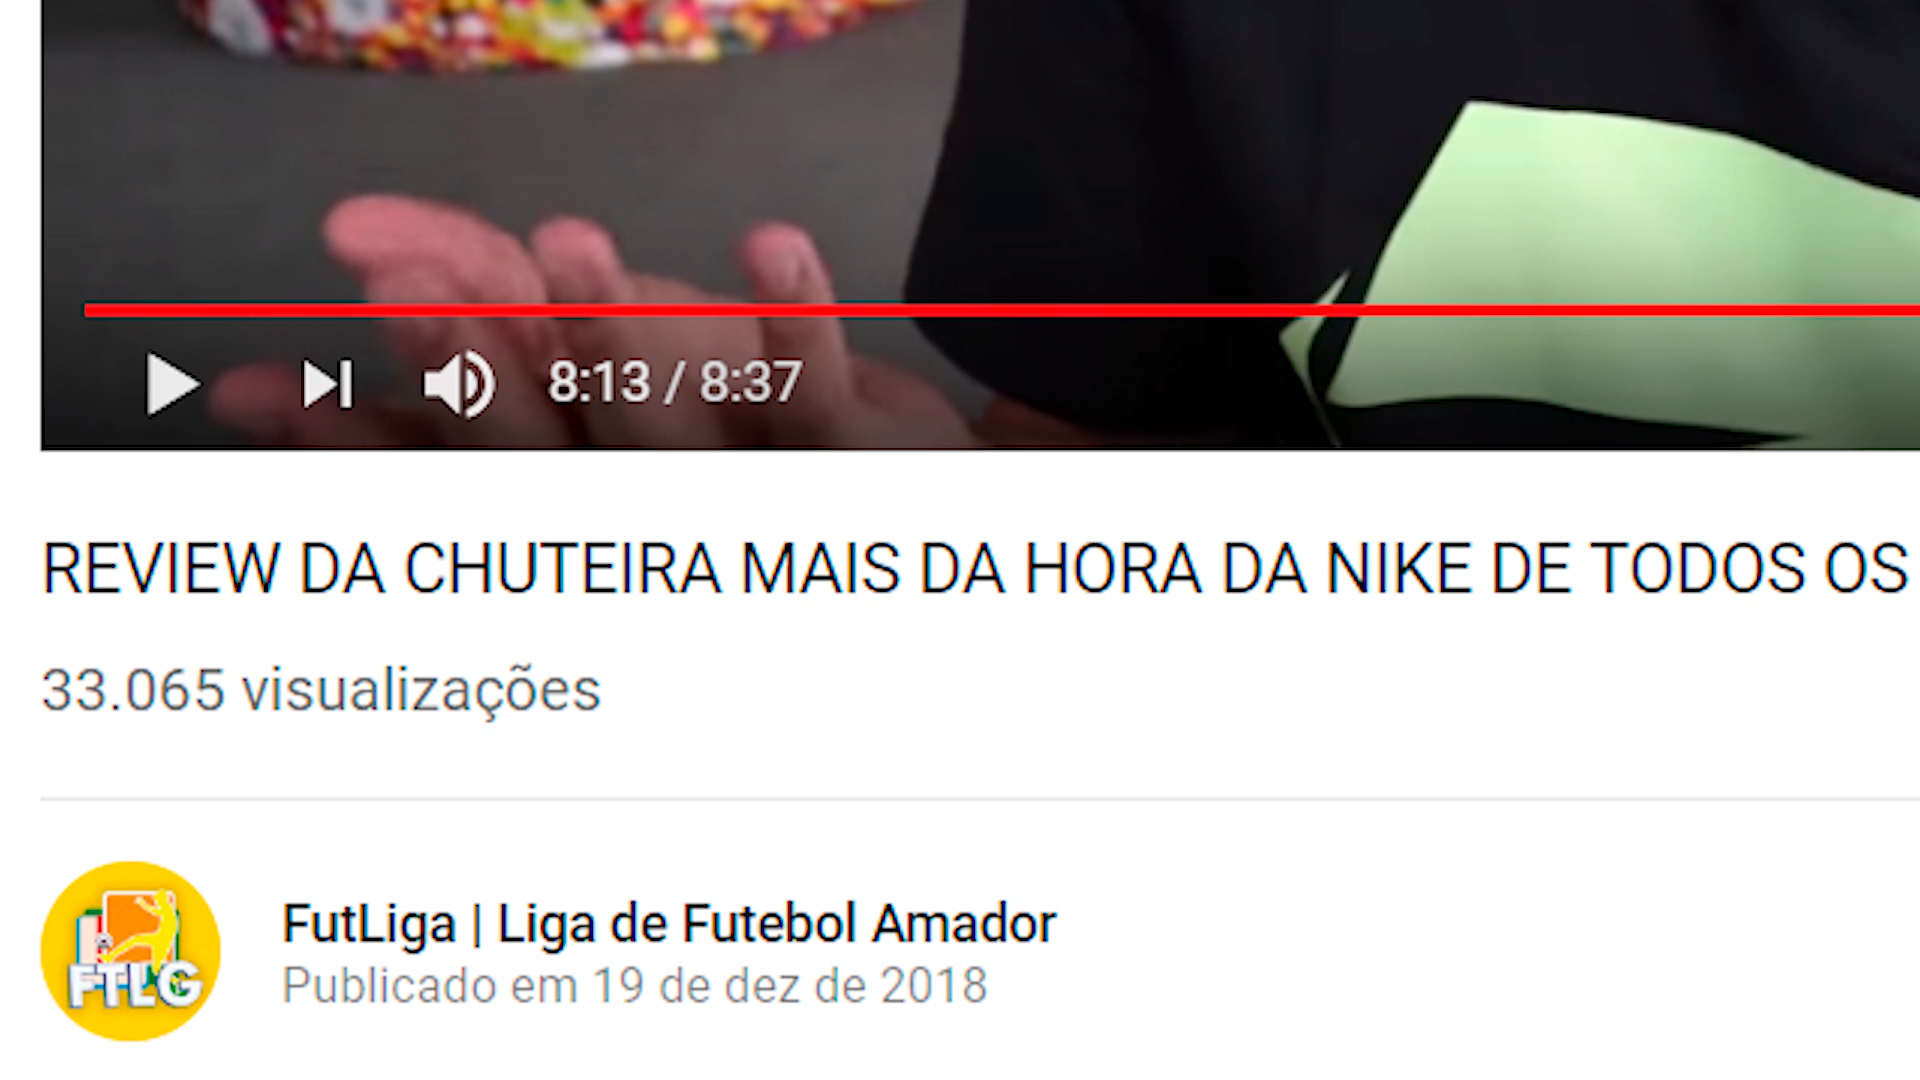 8:13 / 8:37
REVIEW DA CHUTEIRA MAIS DA HORA DA NIKE DE TODOS OS
33.065 visualizações
FTLG
FutLiga | Liga de Futebol Amador
Publicado em 19 de dez de 2018